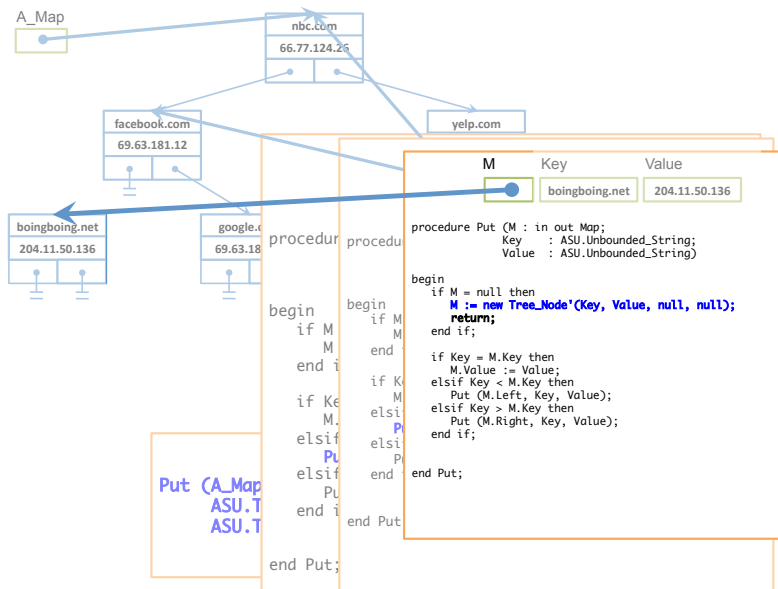 A_Map
nbc.com
66.77.124.26
facebook.com
69.63.181.12
yelp.com
boingboing.net
204.11.50.136
google.c
69.63.18
Put (A_Map
ASU.T
ASU.T
procedur
begin
if M
M
end i
if Ke
M.
elsif
Pu
elsif
Pu
end i
end Put;
procedu
begin
if M
M
end
if K
M
elsi
P
elsi
P
end
end Put
M Key Value
boingboing.net 204.11.50.136
procedure Put (M : in out Map;
Key : ASU.Unbounded_String;
Value : ASU.Unbounded_String)
begin
if M = null then
M := new Tree_Node'(Key, Value, null, null);
return;
end if;
if Key = M.Key then
M.Value := Value;
elsif Key < M.Key then
Put (M.Left, Key, Value);
elsif Key > M.Key then
Put (M.Right, Key, Value);
end if;
end Put;